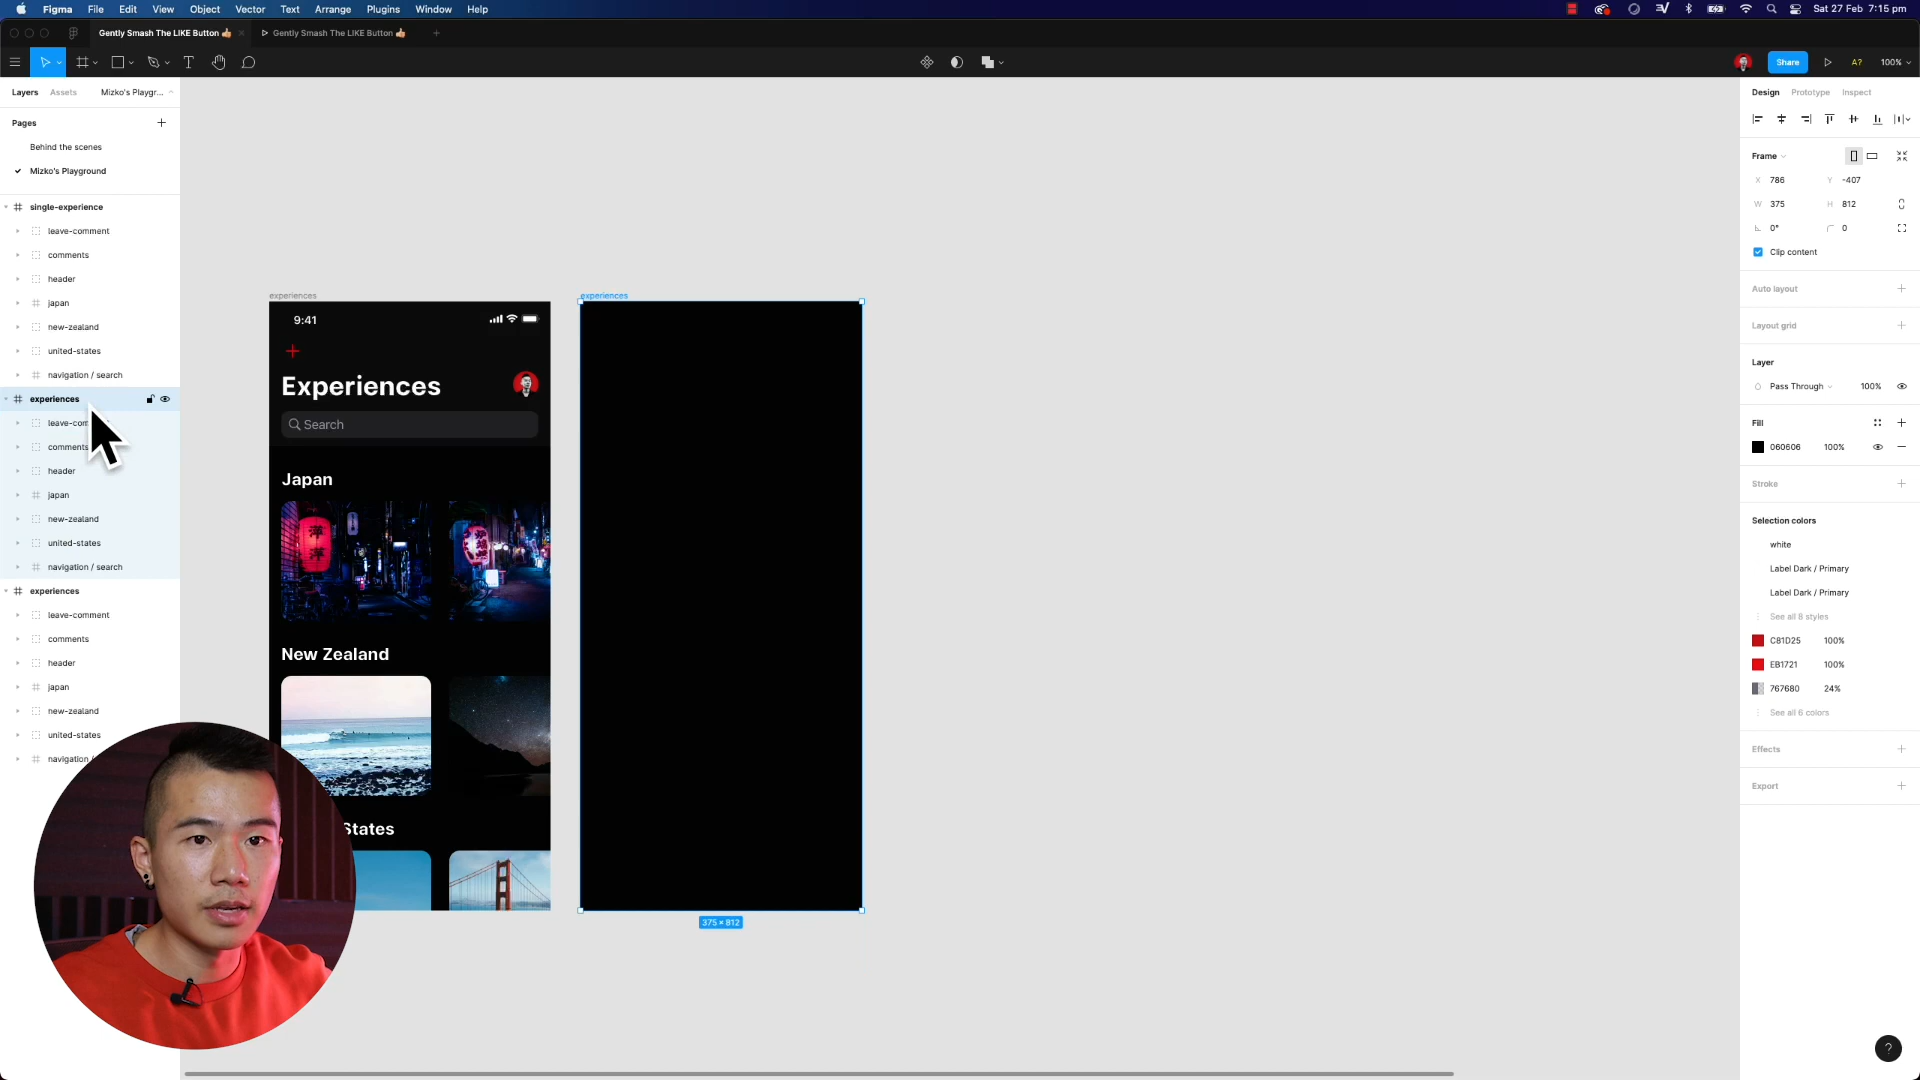 Figma File Edit View Object Vector Text Arrange Plugins Window Help
Sat 27 Feb 7:15 pm
Gently Smash The LIKE Button 👍🏼
Gently Smash The LIKE Button 👍🏼
Share
A?
100%
Layers Assets Mizko's Playgr...
Pages
Behind the scenes
Mizko's Playground
single-experience
leave-comment
comments
header
japan
new-zealand
united-states
navigation / search
experiences
comments
header
japan
new-zealand
united-states
navigation / search
experiences
leave-comment
comments
header
japan
new-zealand
united-states
navigation
experiences
9:41
Experiences
Search
Japan
New Zealand
States
experiences
375 × 812
Design Prototype Inspect
Frame
X 786 Y -407
W 375 H 812
0° 0
Clip content
Auto layout
Layout grid
Layer
Pass Through 100%
Fill
060606 100%
Stroke
Selection colors
white
Label Dark / Primary
Label Dark / Primary
See all 8 styles
C81D25 100%
EB1721 100%
767680 24%
See all 6 colors
Effects
Export
?